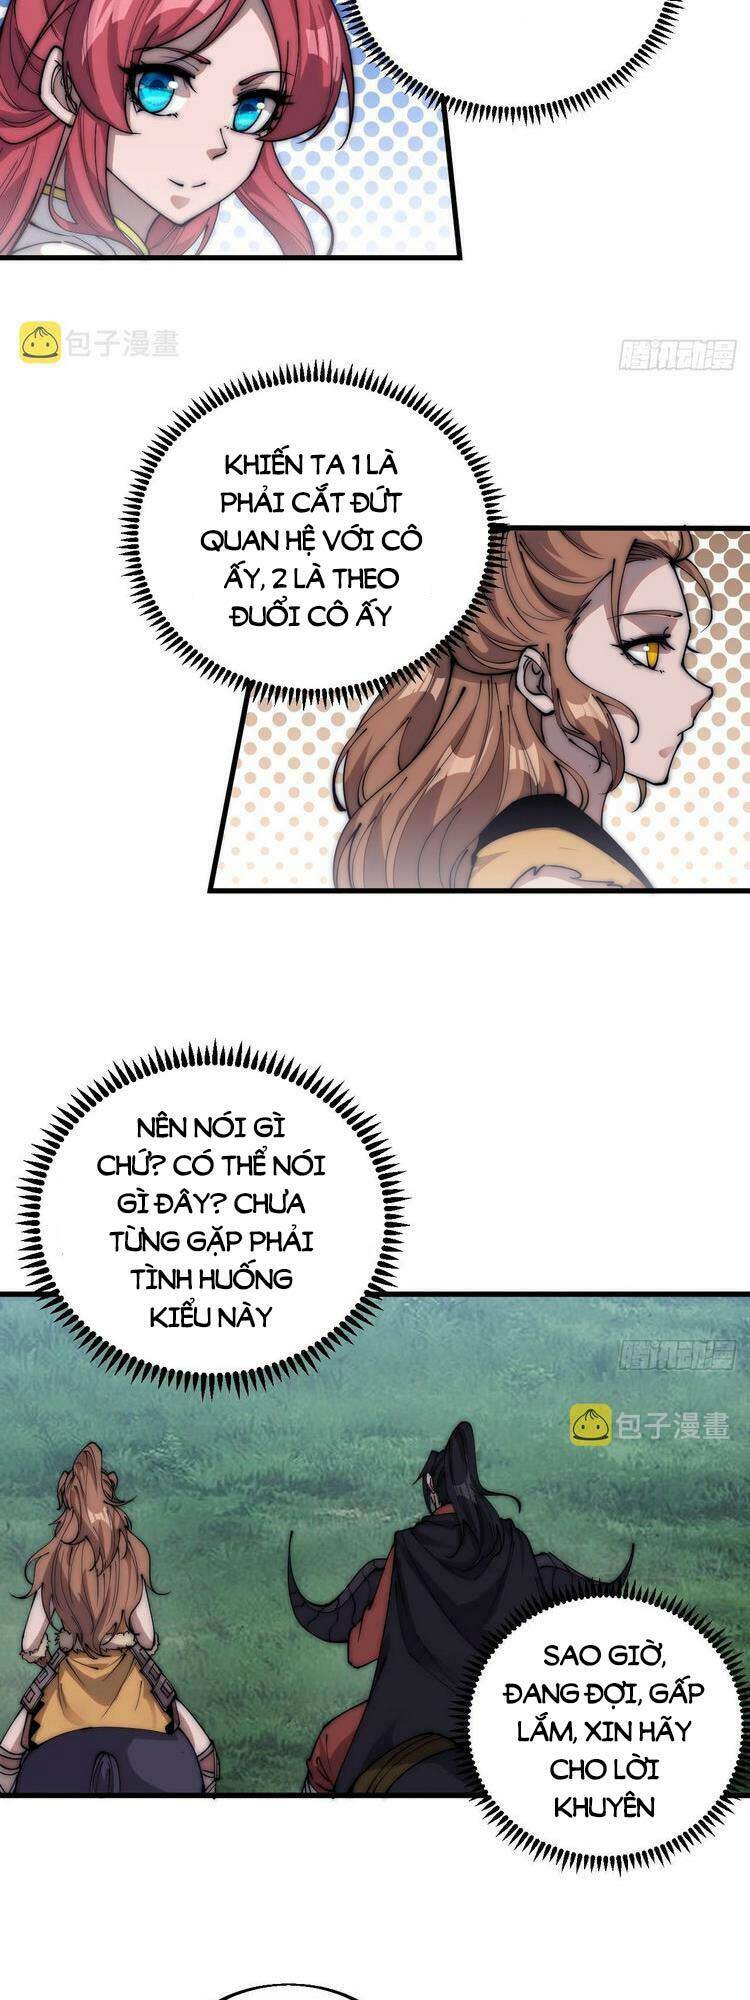 包子漫畫
腾讯动漫
KHIẾN TA 1 LÀ
PHẢI CẮT ĐỨT
QUAN HỆ VỚI CÔ
ẤY, 2 LÀ THEO
ĐUỔI CÔ ẤY
NÊN NÓI GÌ
CHỨ? CÓ THỂ NÓI
GÌ ĐÂY? CHƯA
TỪNG GẶP PHẢI
TÌNH HUỐNG
KIỂU NÀY
腾讯动漫
包子漫畫
SAO GIỜ,
ĐANG ĐỢI, GẤP
LẮM, XIN HÃY
CHO LỜI
KHUYÊN